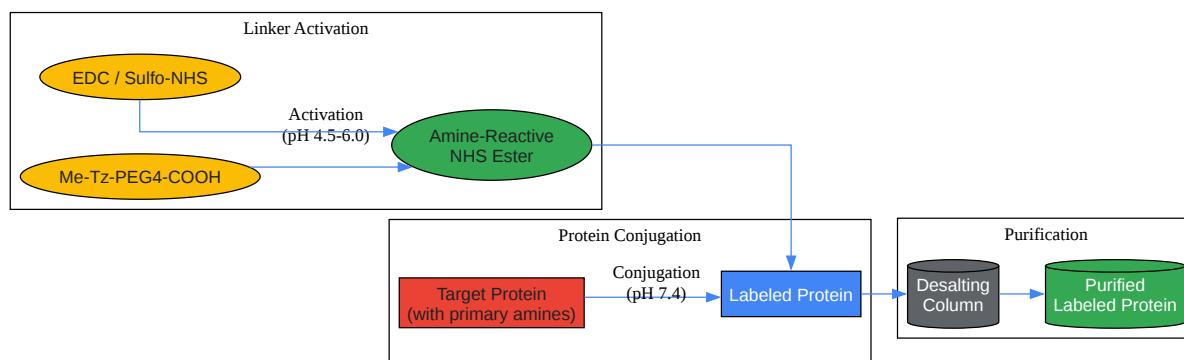 Linker Activation
EDC / Sulfo-NHS
Activation
(pH 4.5-6.0)
Amine-Reactive
NHS Ester
Me-Tz-PEG4-COOH
Protein Conjugation
Conjugation
(pH 7.4)
Target Protein
(with primary amines)
Labeled Protein
Purification
Desalting
Column
Purified
Labeled Protein